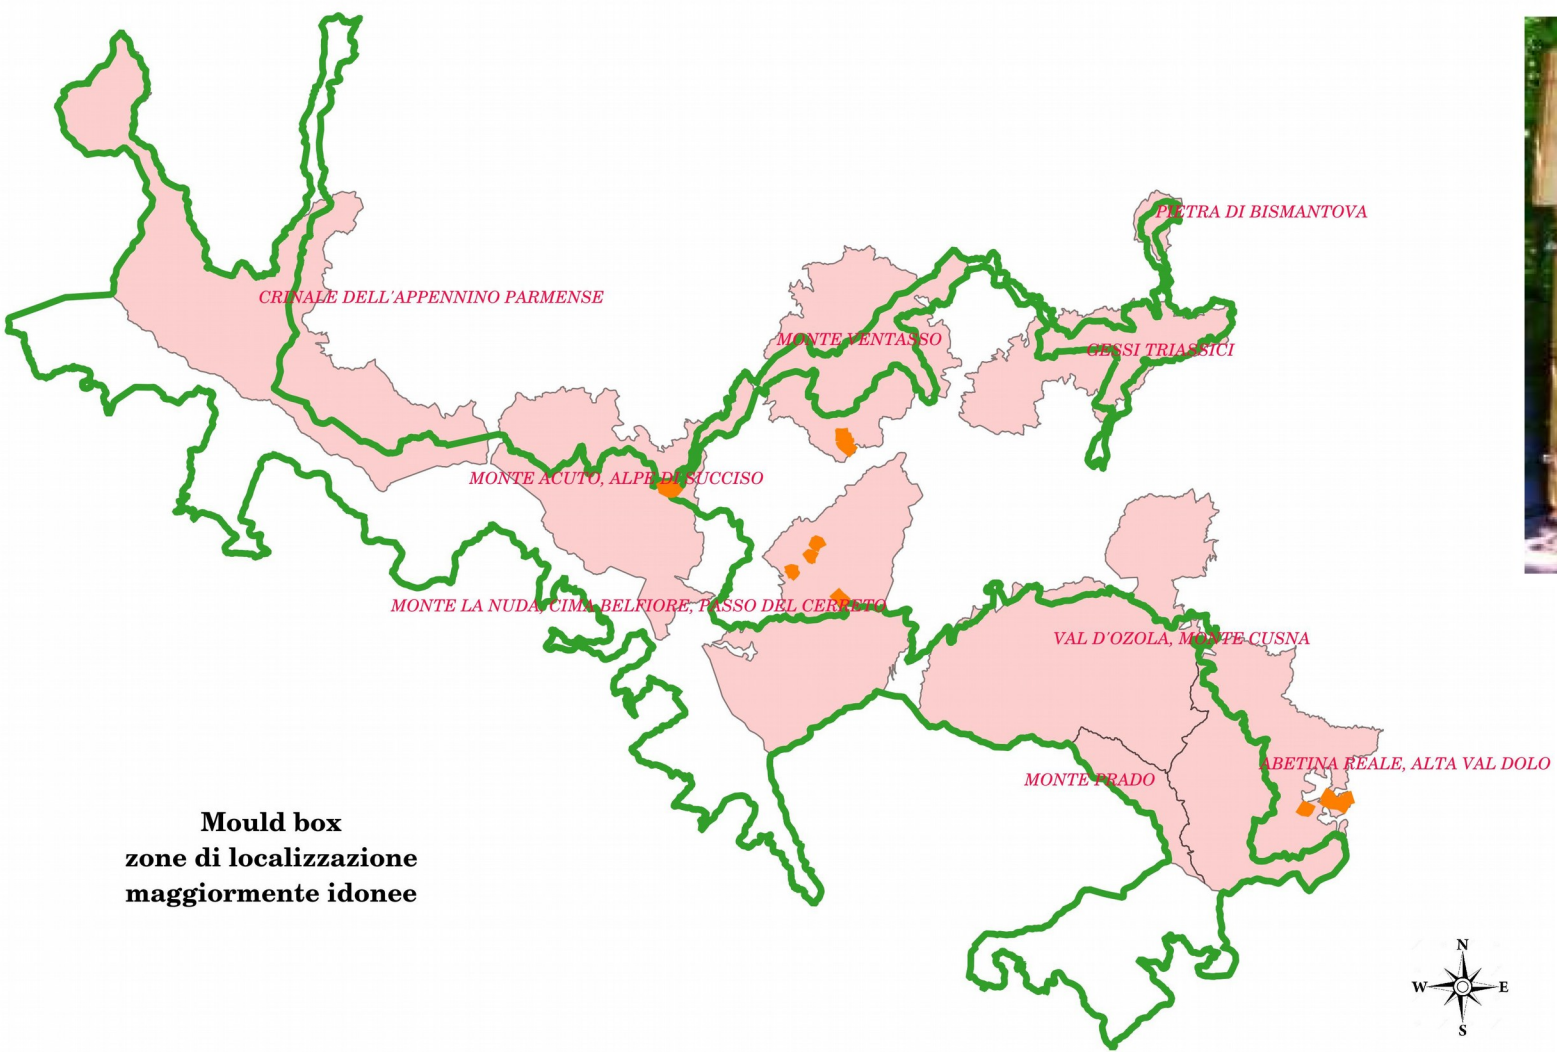 PIETRA DI BISMANTOVA
CRINALE DELL'APPENNINO PARMENSE
MONTE VENTASSO
GESSI TRIASSICI
MONTE ACUTO, ALPE DI SUCCISO
MONTE LA NUDA, CIMA BELFIORE, PASSO DEL CERRETO
VAL D'OZOLA, MONTE CUSNA
ABETINA REALE, ALTA VAL DOLO
MONTE PRADO
Mould box
zone di localizzazione
maggiormente idonee
N
W E
S